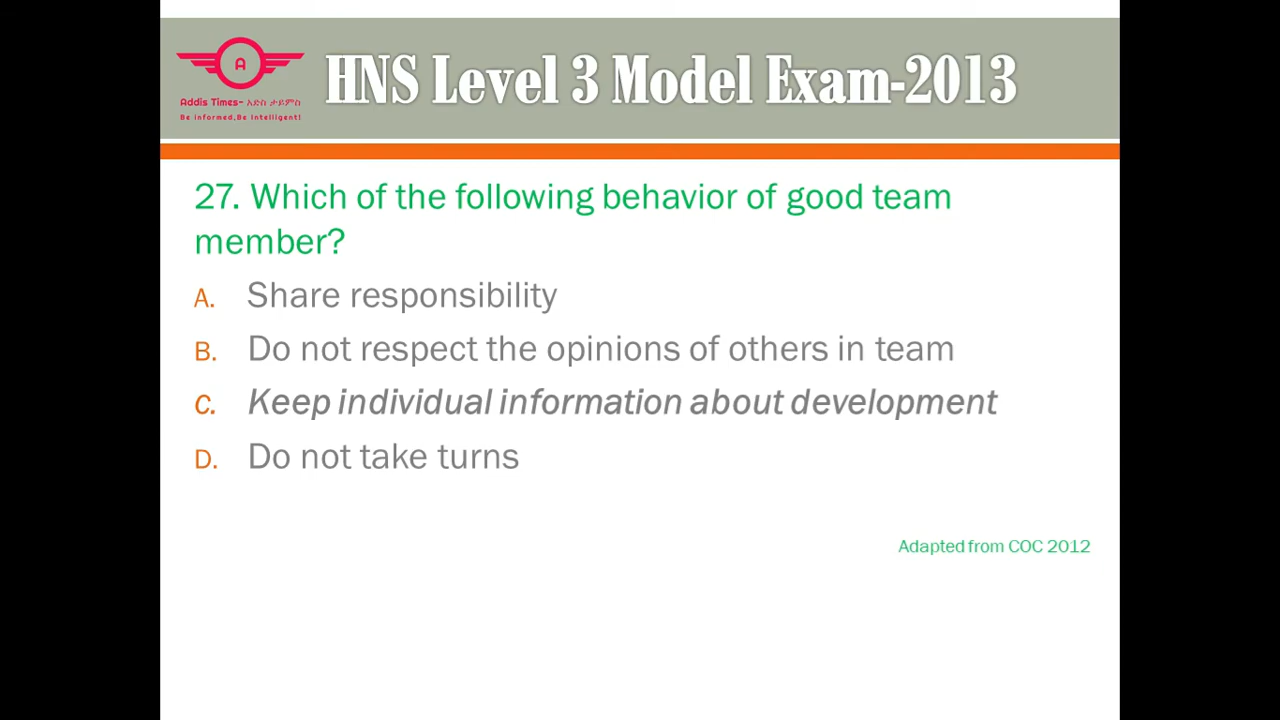 A
Addis Times- አድስ ታይምስ
Be Informed,Be Intelligent!
HNS Level 3 Model Exam-2013
27. Which of the following behavior of good team
member?
A. Share responsibility
B. Do not respect the opinions of others in team
C. Keep individual information about development
D. Do not take turns
Adapted from COC 2012